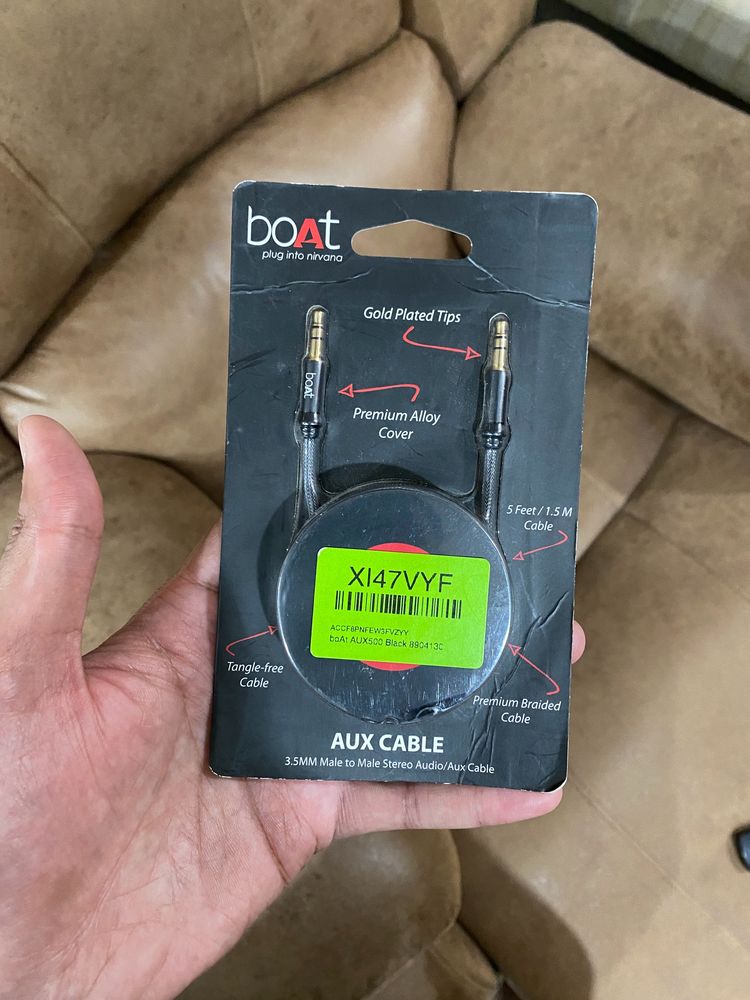 boAt
plug into nirvana
Gold Plated Tips
boAt
Premium Alloy
Cover
5 Feet / 1.5 M
Cable
XI47VYF
ACCF8PNFEW3FVZYY
boAt AUX500 Black 8904130
Tangle-free
Cable
Premium Braided
Cable
AUX CABLE
3.5MM Male to Male Stereo Audio/Aux Cable